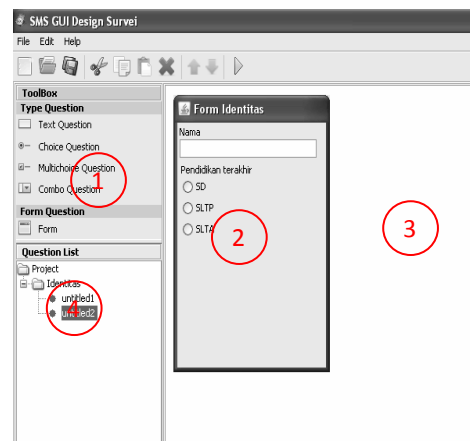 SMS GUI Design Survei
File Edit Help
ToolBox
Type Question
Text Question
Choice Question
Multichoice Question
Combo Question
1
Form Question
Form
Question List
Project
Identitas
untitled1
untitled2
4
Form Identitas
Nama
Pendidikan terakhir
SD
SLTP
SLTA
2
3